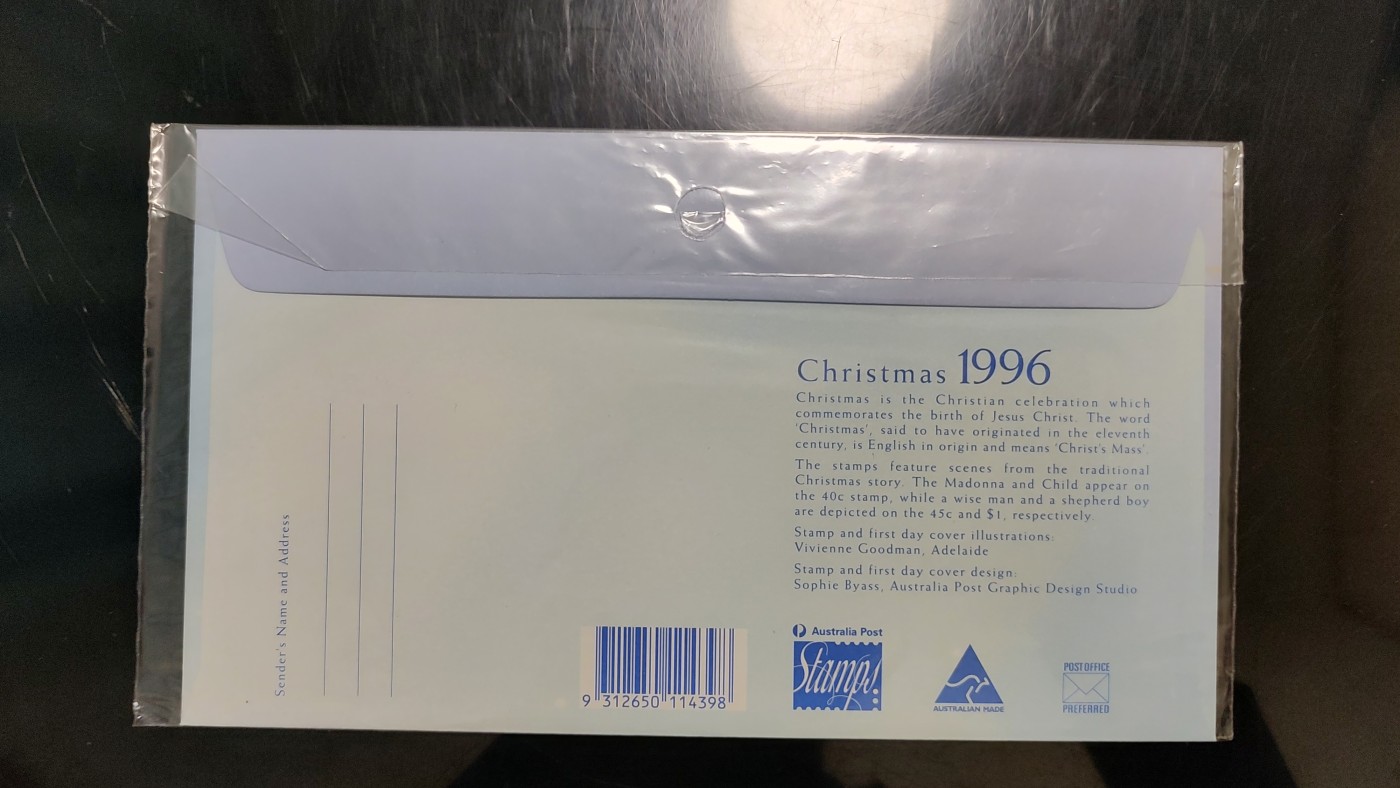 Christmas 1996
Christmas is the Christian celebration which
commemorates the birth of Jesus Christ. The word
'Christmas', said to have originated in the eleventh
century, is English in origin and means 'Christ's Mass'.
The stamps feature scenes from the traditional
Christmas story. The Madonna and Child appear on
the 40c stamp, while a wise man and a shepherd boy
are depicted on the 45c and $1, respectively.
Stamp and first day cover illustrations:
Vivienne Goodman, Adelaide
Stamp and first day cover design:
Sophie Byass, Australia Post Graphic Design Studio
Sender's Name and Address
9 312650 114398
Australia Post
Stamps!
AUSTRALIAN MADE
POST OFFICE
PREFERRED